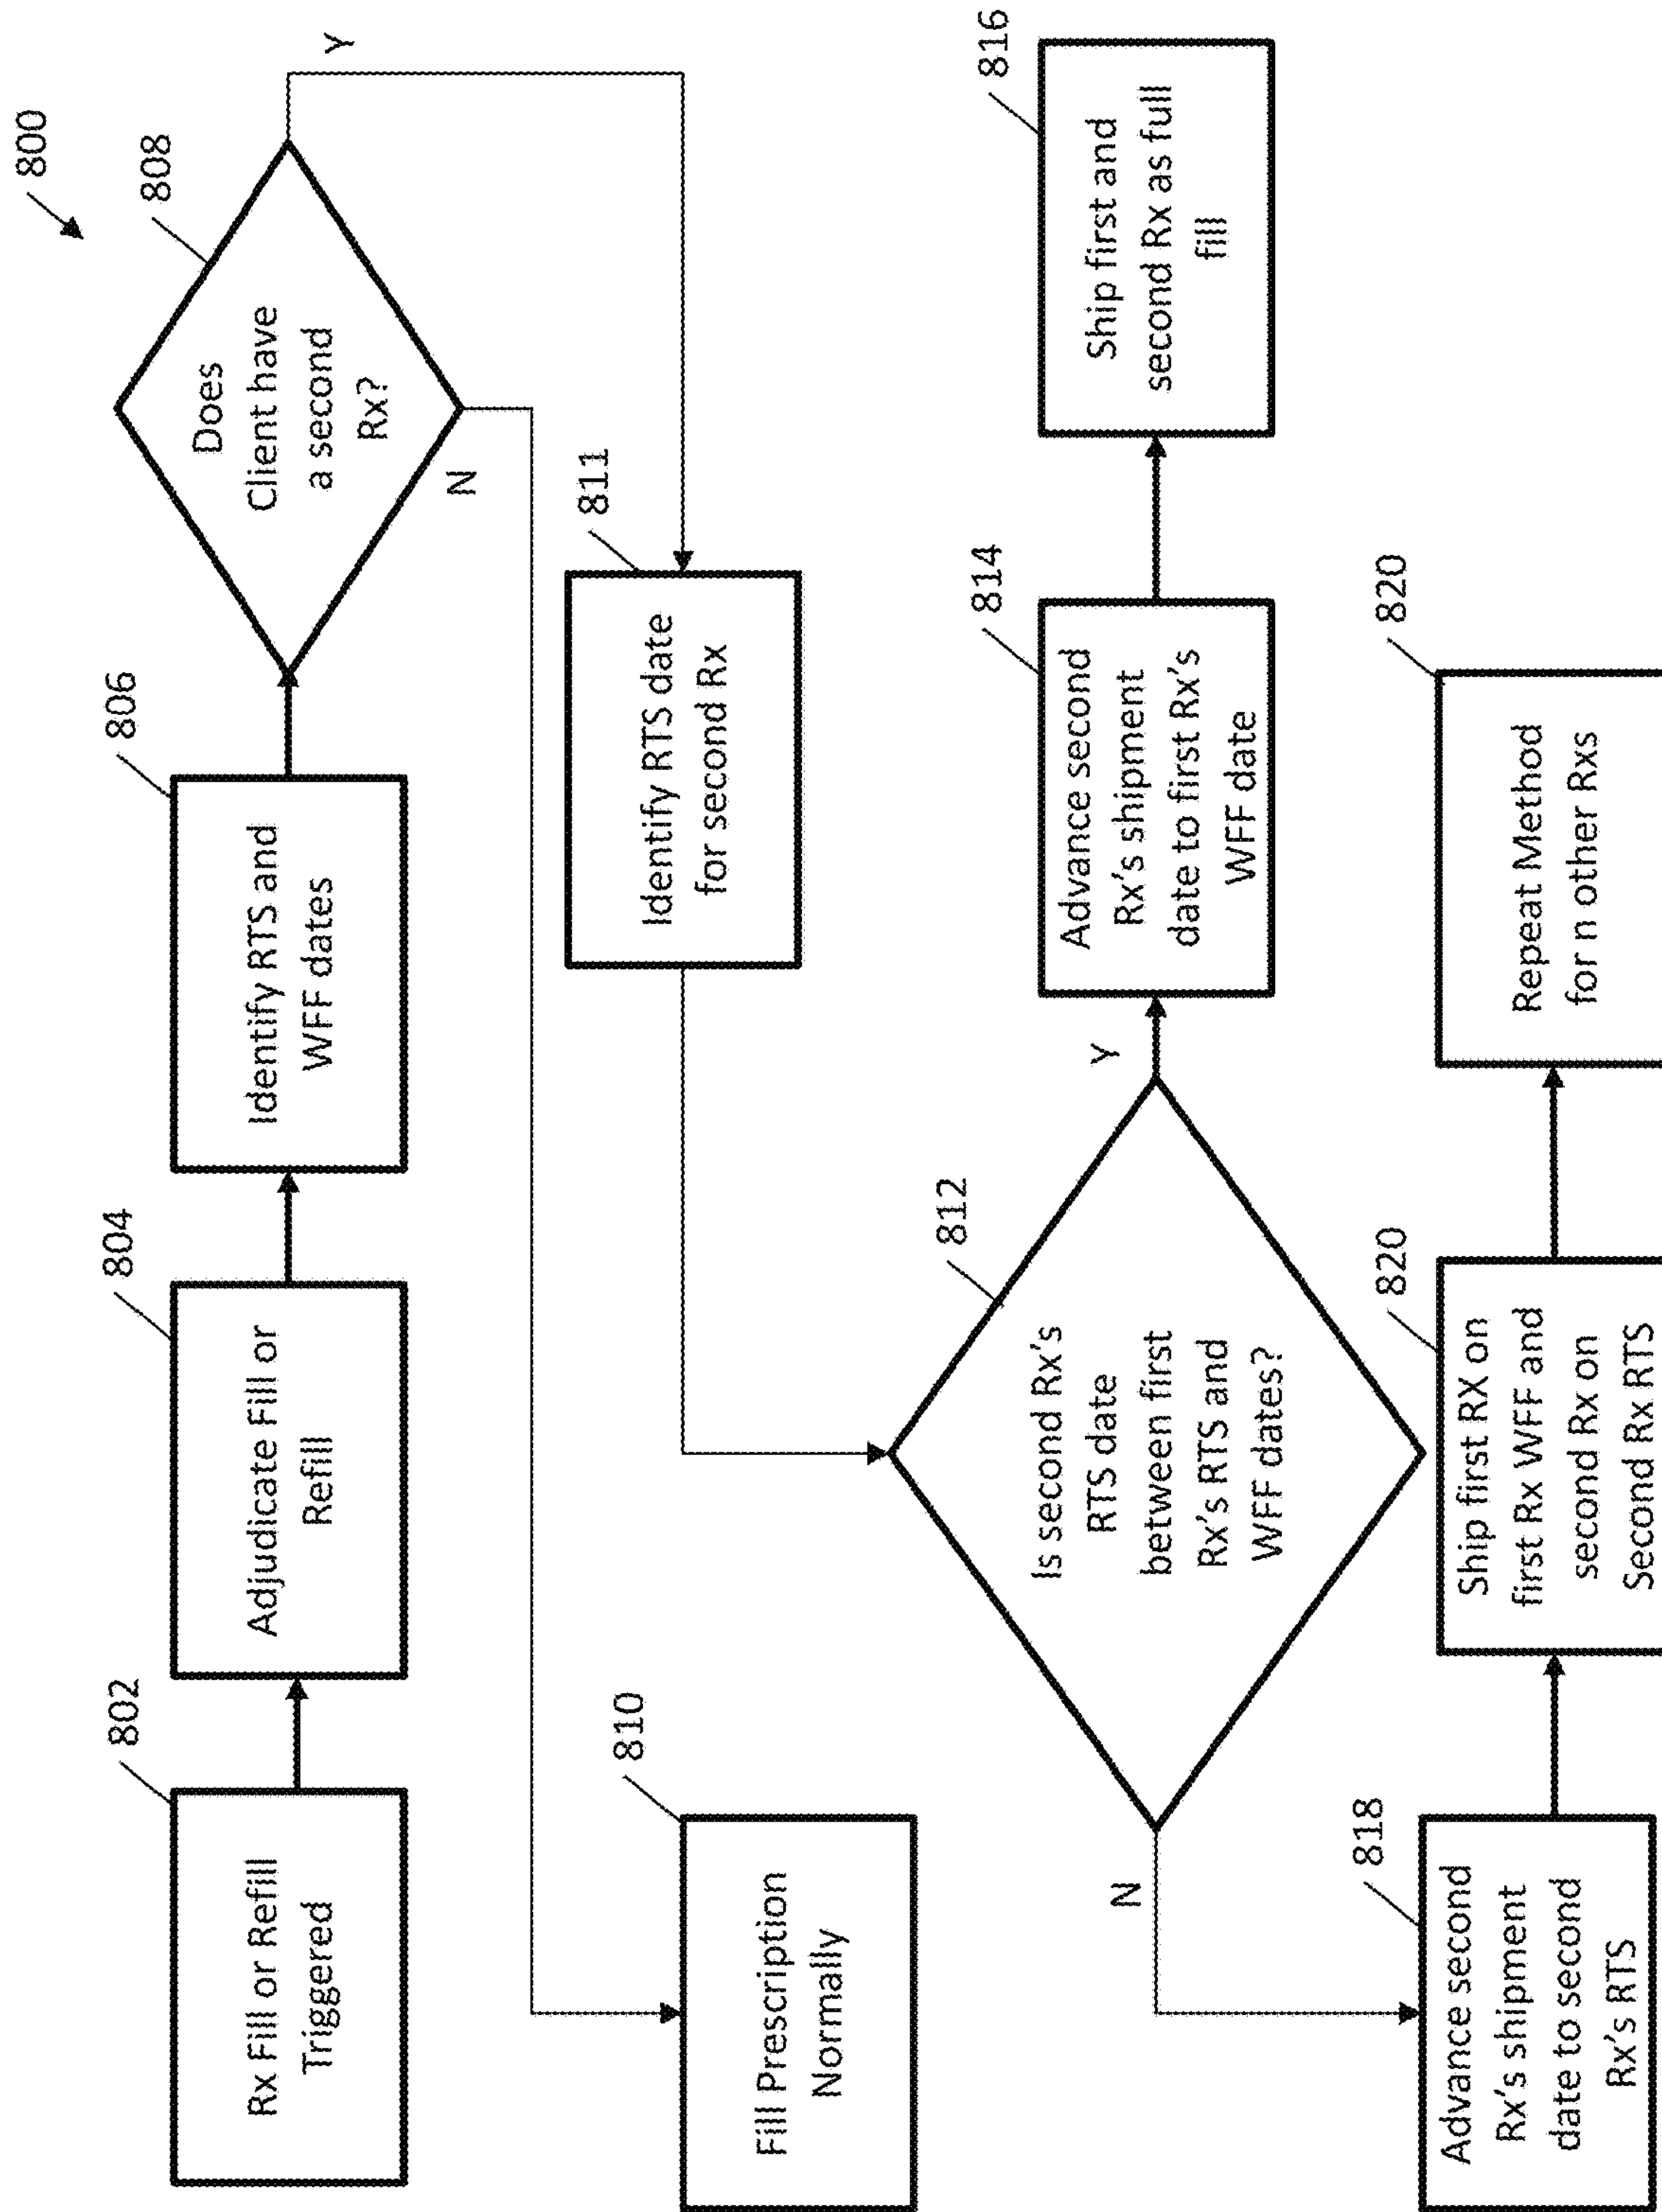 800
802
Rx Fill or Refill
Triggered
804
Adjudicate Fill or
Refill
806
Identify RTS and
WFF dates
808
Does
Client have
a second
Rx?
Y
N
810
Fill Prescription
Normally
811
Identify RTS date
for second Rx
812
Is second Rx's
RTS date
between first
Rx's RTS and
WFF dates?
Y
N
814
Advance second
Rx's shipment
date to first Rx's
WFF date
816
Ship first and
second Rx as full
fill
818
Advance second
Rx's shipment
date to second
Rx's RTS
820
Ship first RX on
first Rx WFF and
second Rx on
Second Rx RTS
820
Repeat Method
for n other Rxs